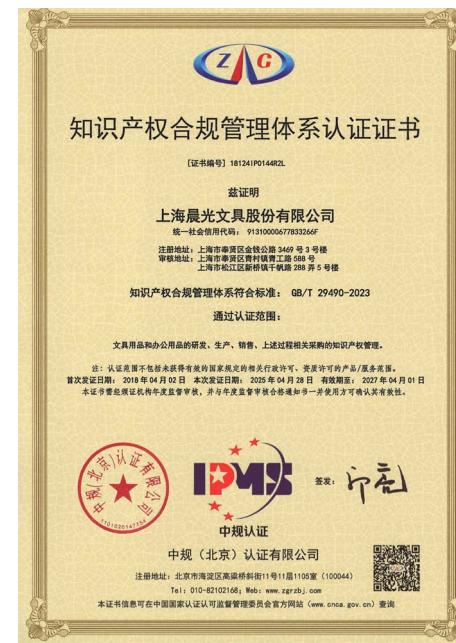 ZG
知识产权合规管理体系认证证书
[证书编号] 18124IP0144R2L
兹证明
上海晨光文具股份有限公司
统一社会信用代码: 91310000677833266F
注册地址: 上海市奉贤区金钱公路 3469 号 3 号楼
审核地址: 上海市奉贤区青村镇青工路 588 号
上海市松江区新桥镇千帆路 288 弄 5 号楼
知识产权合规管理体系符合标准: GB/T 29490-2023
通过认证范围:
文具用品和办公用品的研发、生产、销售、上述过程相关采购的知识产权管理。
注: 认证范围不包括未获得有效的国家规定的相关行政许可、资质许可的产品/服务范围。
首次发证日期: 2018 年 04 月 02 日 本次发证日期: 2025 年 04 月 28 日 有效期至: 2027 年 04 月 01 日
本证书需经颁证机构年度监督审核, 并与年度监督审核合格通知书一并使用方可确认其有效性。
中规(北京)认证有限公司
1101020147154
IPMS
中规认证
签发:
中规（北京）认证有限公司
注册地址: 北京市海淀区高梁桥斜街11号11层1105室 (100044)
Tel: 010-82102168; Web: www.zgrzbj.com
本证书信息可在中国国家认证认可监督管理委员会官方网站 (www.cnca.gov.cn) 查询